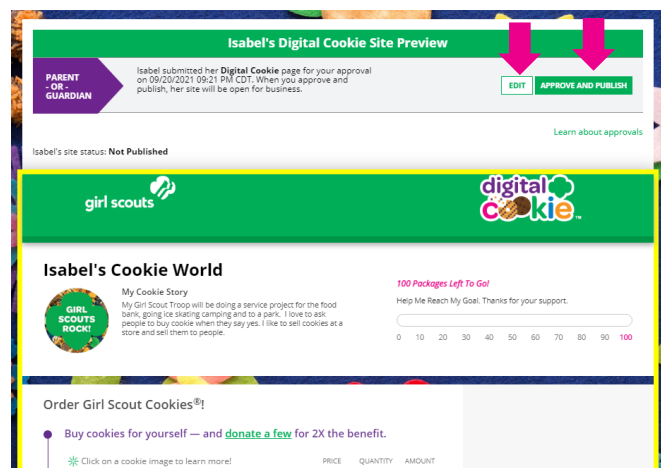 Isabel's Digital Cookie Site Preview
PARENT
- OR -
GUARDIAN
Isabel submitted her Digital Cookie page for your approval
on 09/20/2021 09:21 PM CDT. When you approve and
publish, her site will be open for business.
EDIT
APPROVE AND PUBLISH
Learn about approvals
Isabel's site status: Not Published
girl scouts
digital
cookie™
Isabel's Cookie World
GIRL
SCOUTS
ROCK!
My Cookie Story
My Girl Scout Troop will be doing a service project for the food
bank, going ice skating camping and to a park. I love to ask
people to buy cookie when they say yes. I like to sell cookies at a
store and sell them to people.
100 Packages Left To Go!
Help Me Reach My Goal. Thanks for your support.
0 10 20 30 40 50 60 70 80 90 100
Order Girl Scout Cookies®!
Buy cookies for yourself — and donate a few for 2X the benefit.
Click on a cookie image to learn more!
PRICE QUANTITY AMOUNT